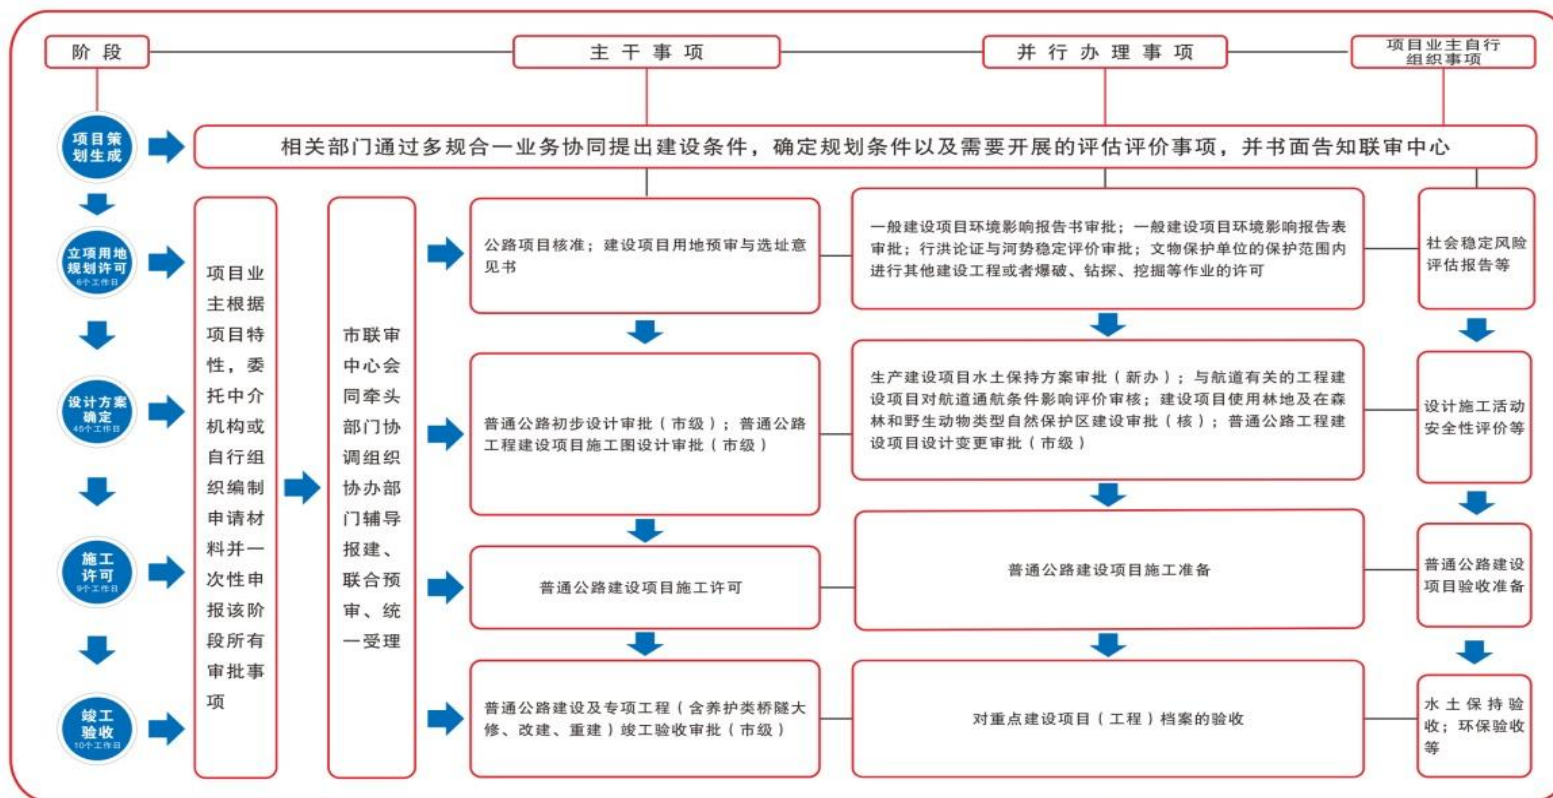 阶段
主干事项
并行办理事项
项目业主自行
组织事项
项目策
划生成
相关部门通过多规合一业务协同提出建设条件，确定规划条件以及需要开展的评估评价事项，并书面告知联审中心
立项用地
规划许可
6个工作日
设计方案
确定
45个工作日
施工
许可
9个工作日
竣工
验收
10个工作日
项目业
主根据
项目特
性，委
托中介
机构或
自行组
织编制
申请材
料并一
次性申
报该阶
段所有
审批事
项
市联审
中心会
同牵头
部门协
调组织
协办部
门辅导
报建、
联合预
审、统
一受理
公路项目核准；建设项目用地预审与选址意
见书
一般建设项目环境影响报告书审批；一般建设项目环境影响报告表
审批；行洪论证与河势稳定评价审批；文物保护单位的保护范围内
进行其他建设工程或者爆破、钻探、挖掘等作业的许可
社会稳定风险
评估报告等
普通公路初步设计审批（市级）；普通公路
工程建设项目施工图设计审批（市级）
生产建设项目水土保持方案审批（新办）；与航道有关的工程建
设项目对航道通航条件影响评价审核；建设项目使用林地及在森
林和野生动物类型自然保护区建设审批（核）；普通公路工程建
设项目设计变更审批（市级）
设计施工活动
安全性评价等
普通公路建设项目施工许可
普通公路建设项目施工准备
普通公路建设
项目验收准备
普通公路建设及专项工程（含养护类桥隧大
修、改建、重建）竣工验收审批（市级）
对重点建设项目（工程）档案的验收
水土保持验
收；环保验收
等